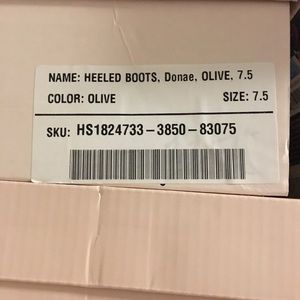 NAME: HEELED BOOTS, Donae, OLIVE, 7.5
COLOR: OLIVE SIZE: 7.5
SKU: HS1824733-3850-83075